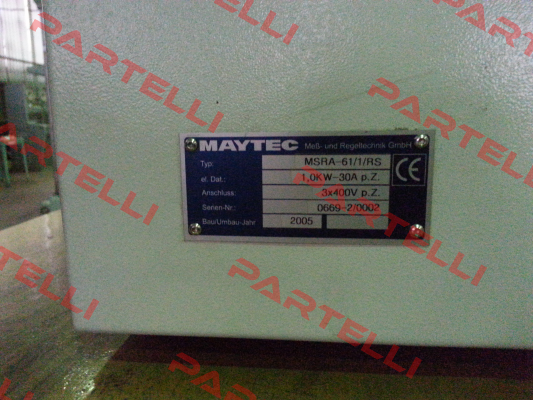 MAYTEC Meß- und Regeltechnik GmbH
Typ: MSRA-61/1/RS
el. Dat.: 1,0KW-30A p.Z.
Anschluss: 3x400V p.Z.
Serien-Nr.: 0669-2/0002
Bau/Umbau-Jahr 2005
CE
PARTELLI
PARTELLI
PARTELLI
PARTELLI
PARTELLI
PARTELLI